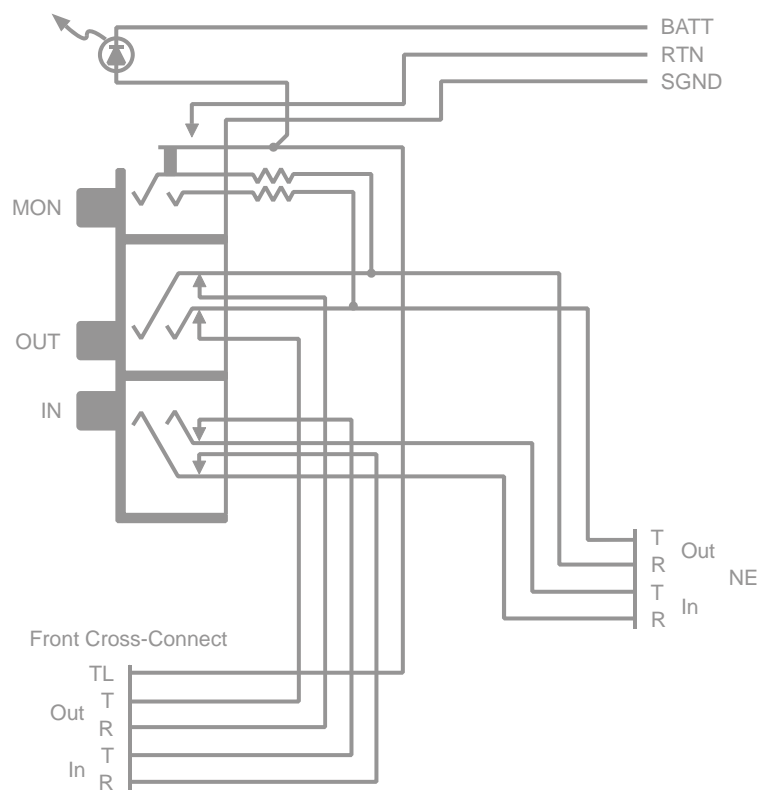 BATT
RTN
SGND
MON
OUT
IN
T
Out
R
NE
T
In
R
Front Cross-Connect
TL
T
Out
R
T
In
R